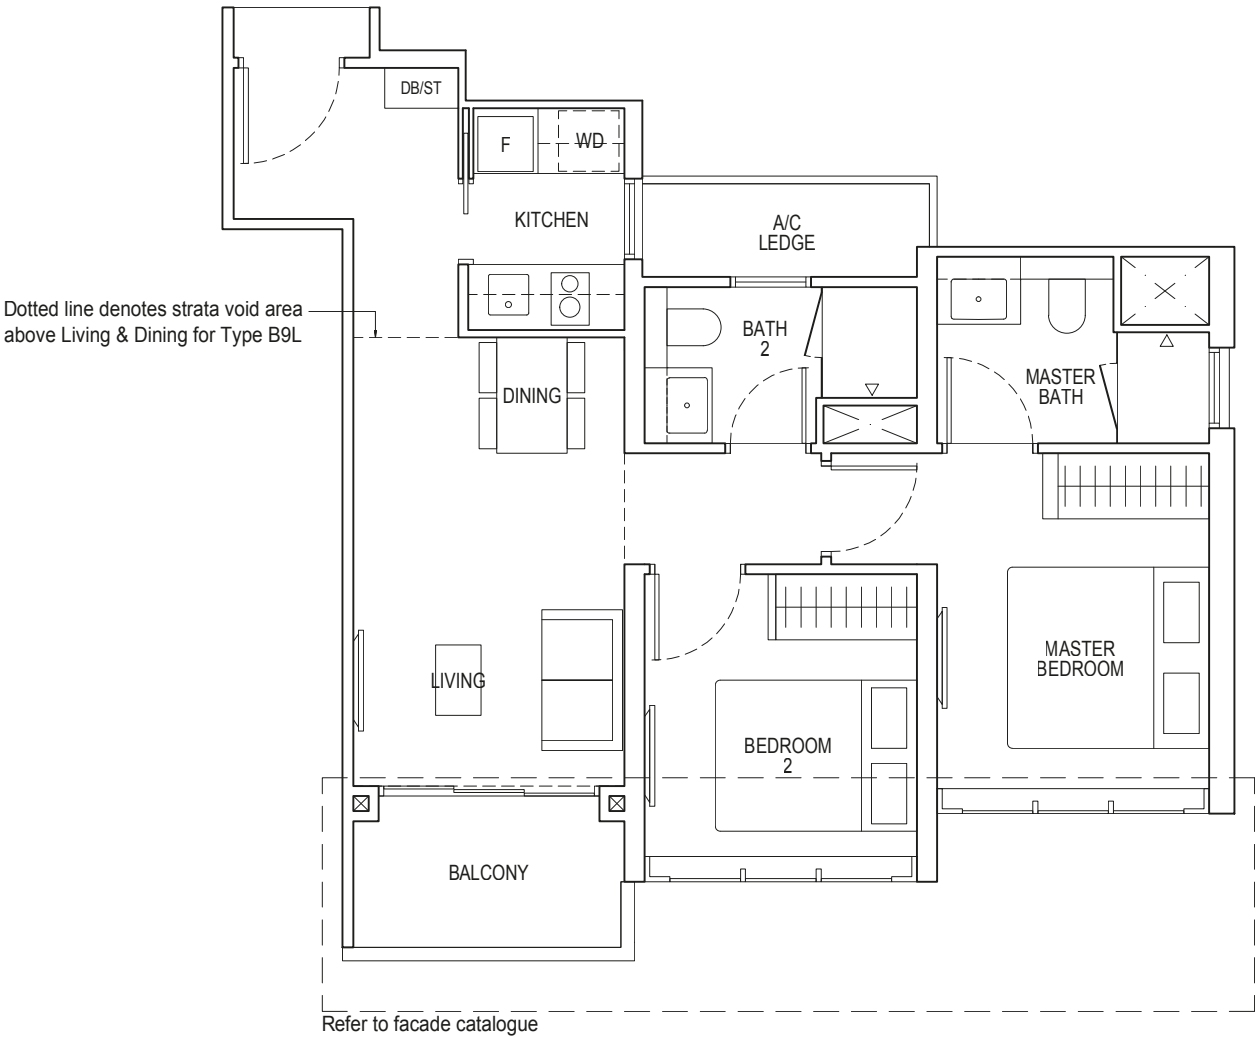 DB/ST
F
WD
KITCHEN
A/C
LEDGE
Dotted line denotes strata void area
above Living & Dining for Type B9L
BATH
2
MASTER
BATH
DINING
LIVING
MASTER
BEDROOM
BEDROOM
2
BALCONY
Refer to facade catalogue